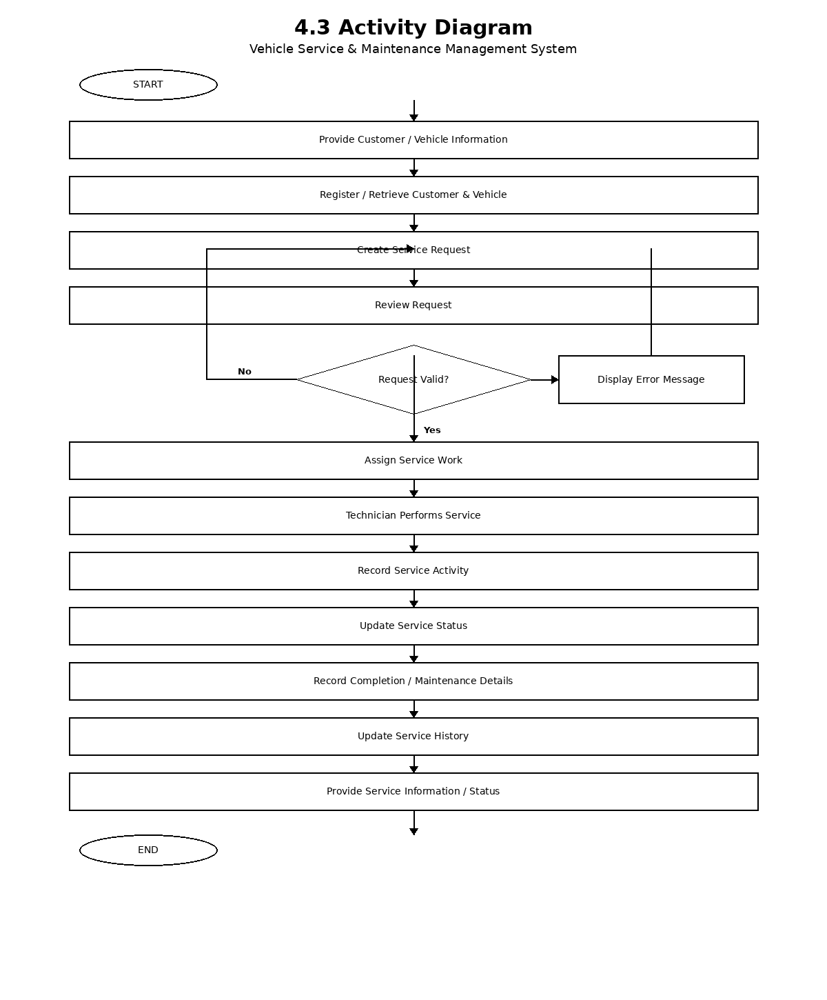 4.3 Activity Diagram
Vehicle Service & Maintenance Management System
START
Provide Customer / Vehicle Information
Register / Retrieve Customer & Vehicle
Create Service Request
Review Request
No
Request Valid?
Display Error Message
Yes
Assign Service Work
Technician Performs Service
Record Service Activity
Update Service Status
Record Completion / Maintenance Details
Update Service History
Provide Service Information / Status
END